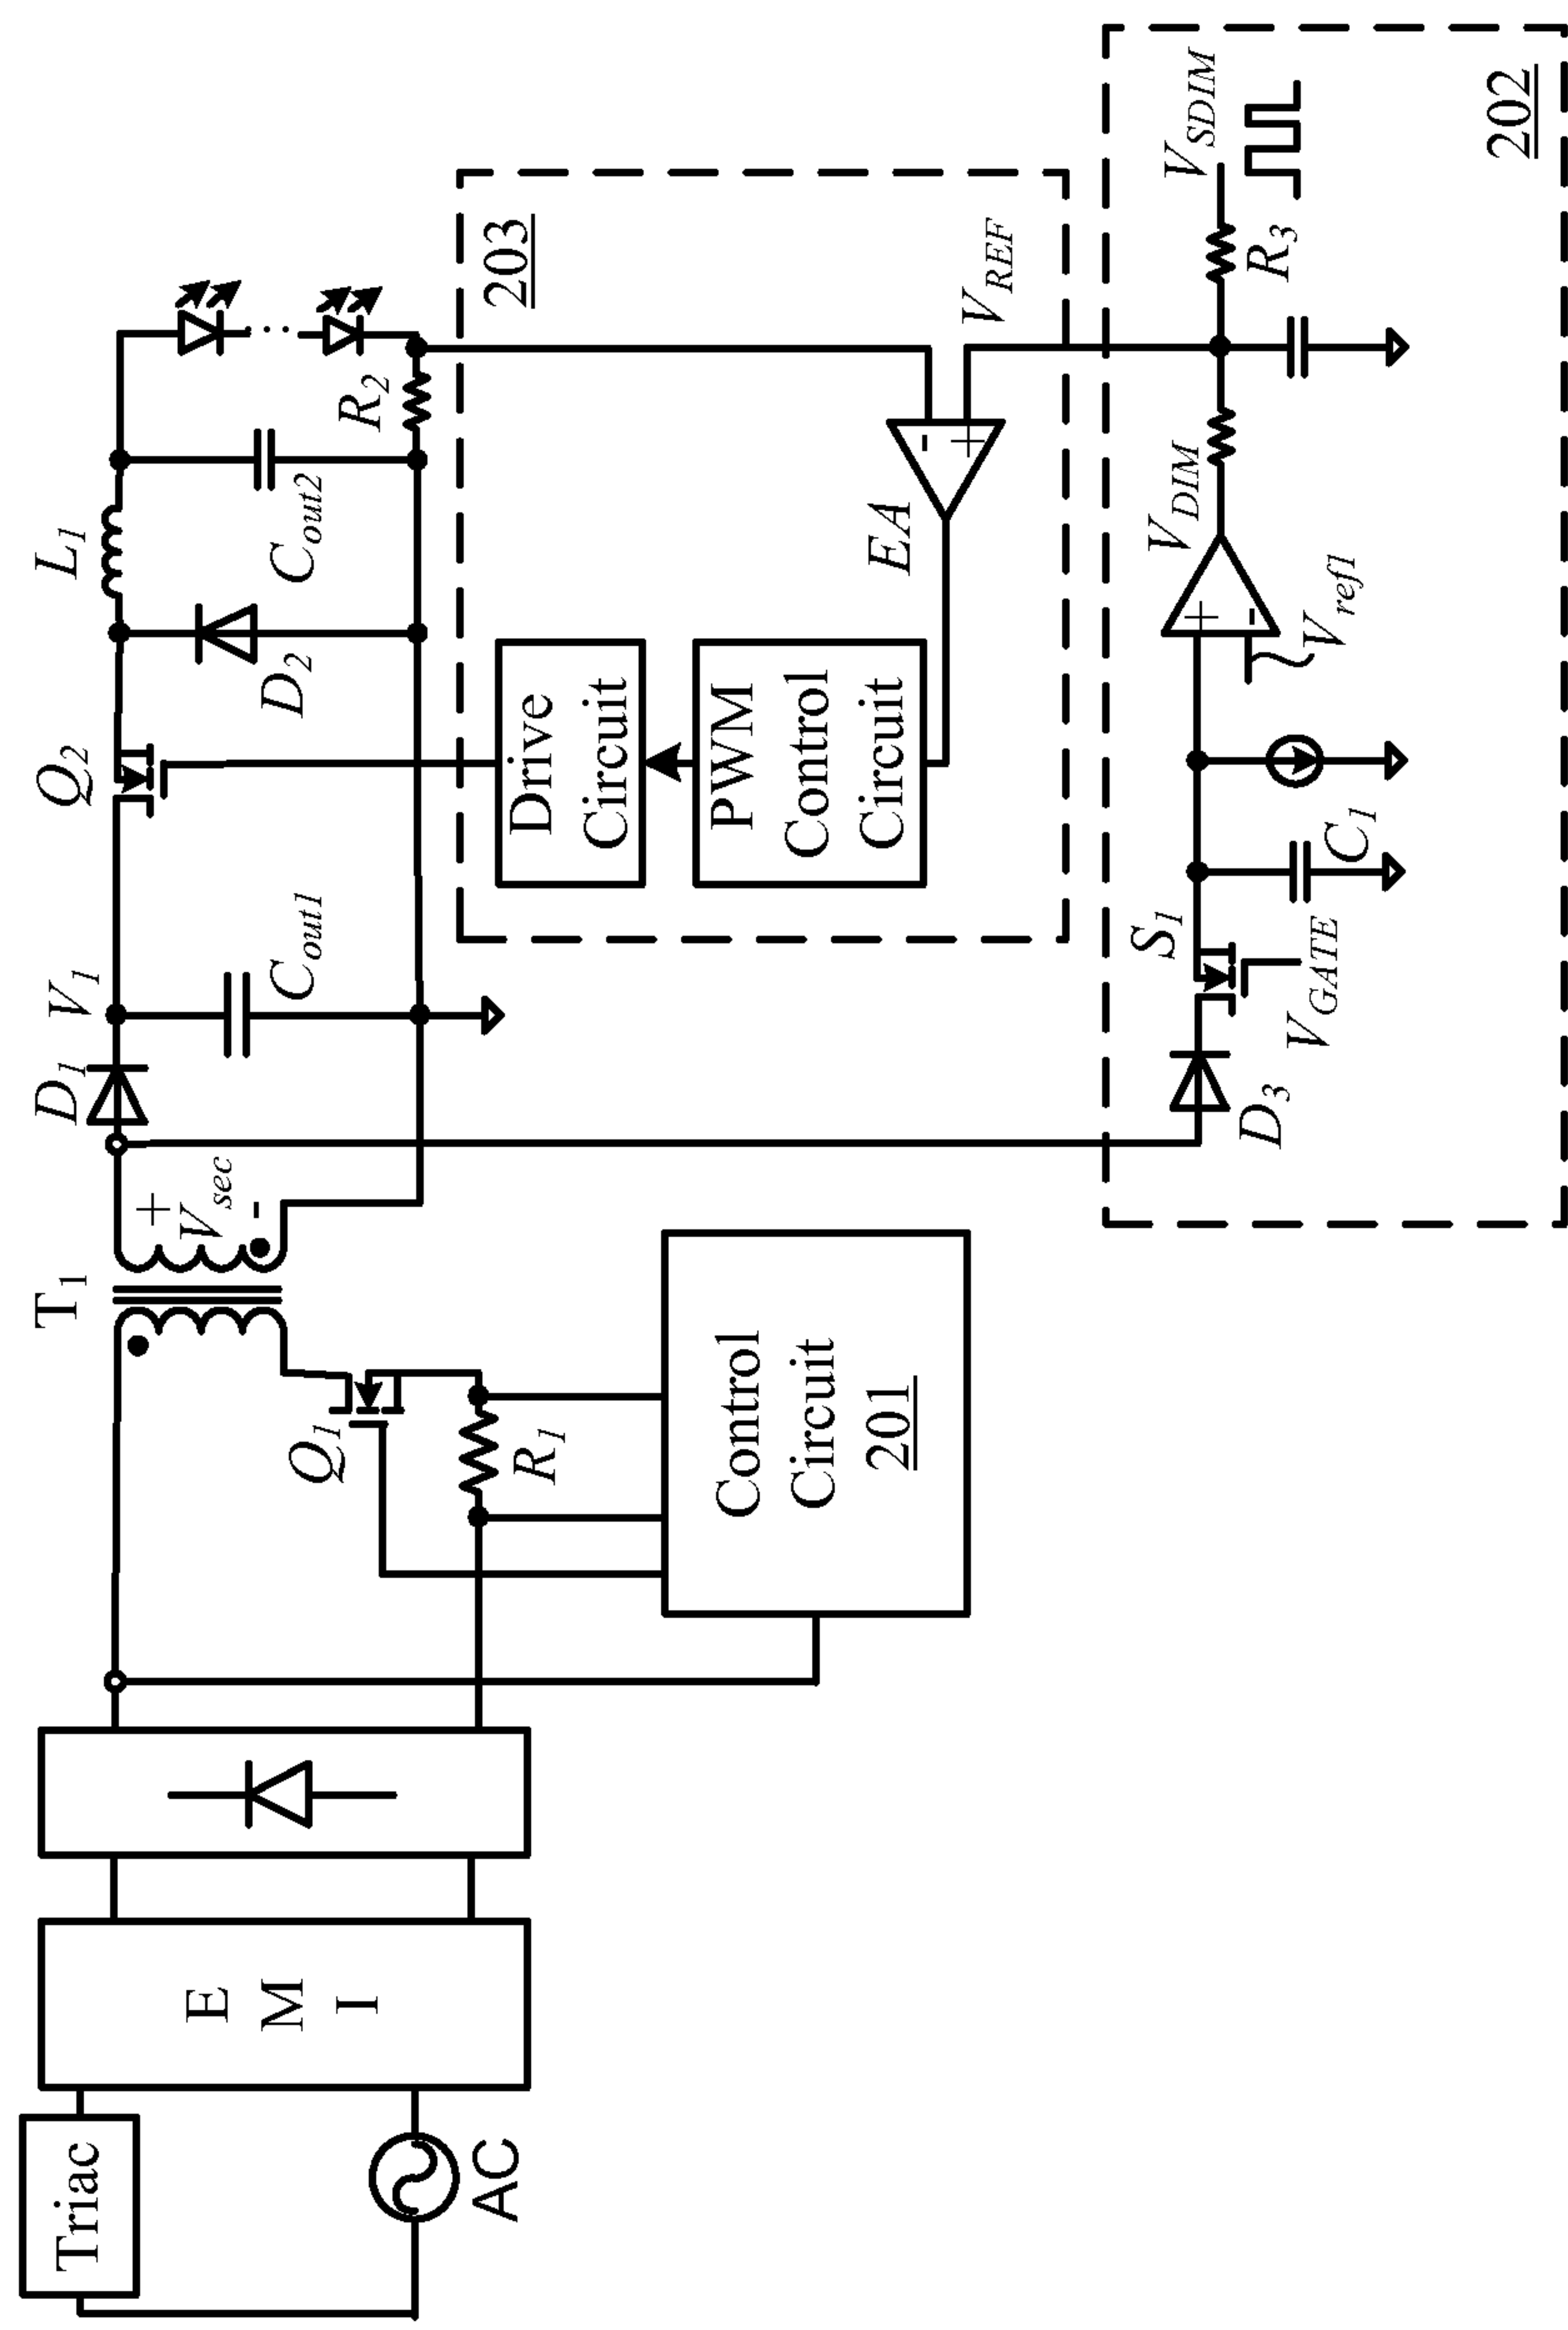 Triac
AC
E
M
I
T1
+
Vsec
-
D1
V1
Cout1
Q2
D2
L1
Cout2
R2
Q1
R1
Control
Circuit
201
203
Drive
Circuit
PWM
Control
Circuit
EA
-
+
VREF
D3
S1
VGATE
C1
+
-
Vref1
VDIM
R3
VSDIM
202